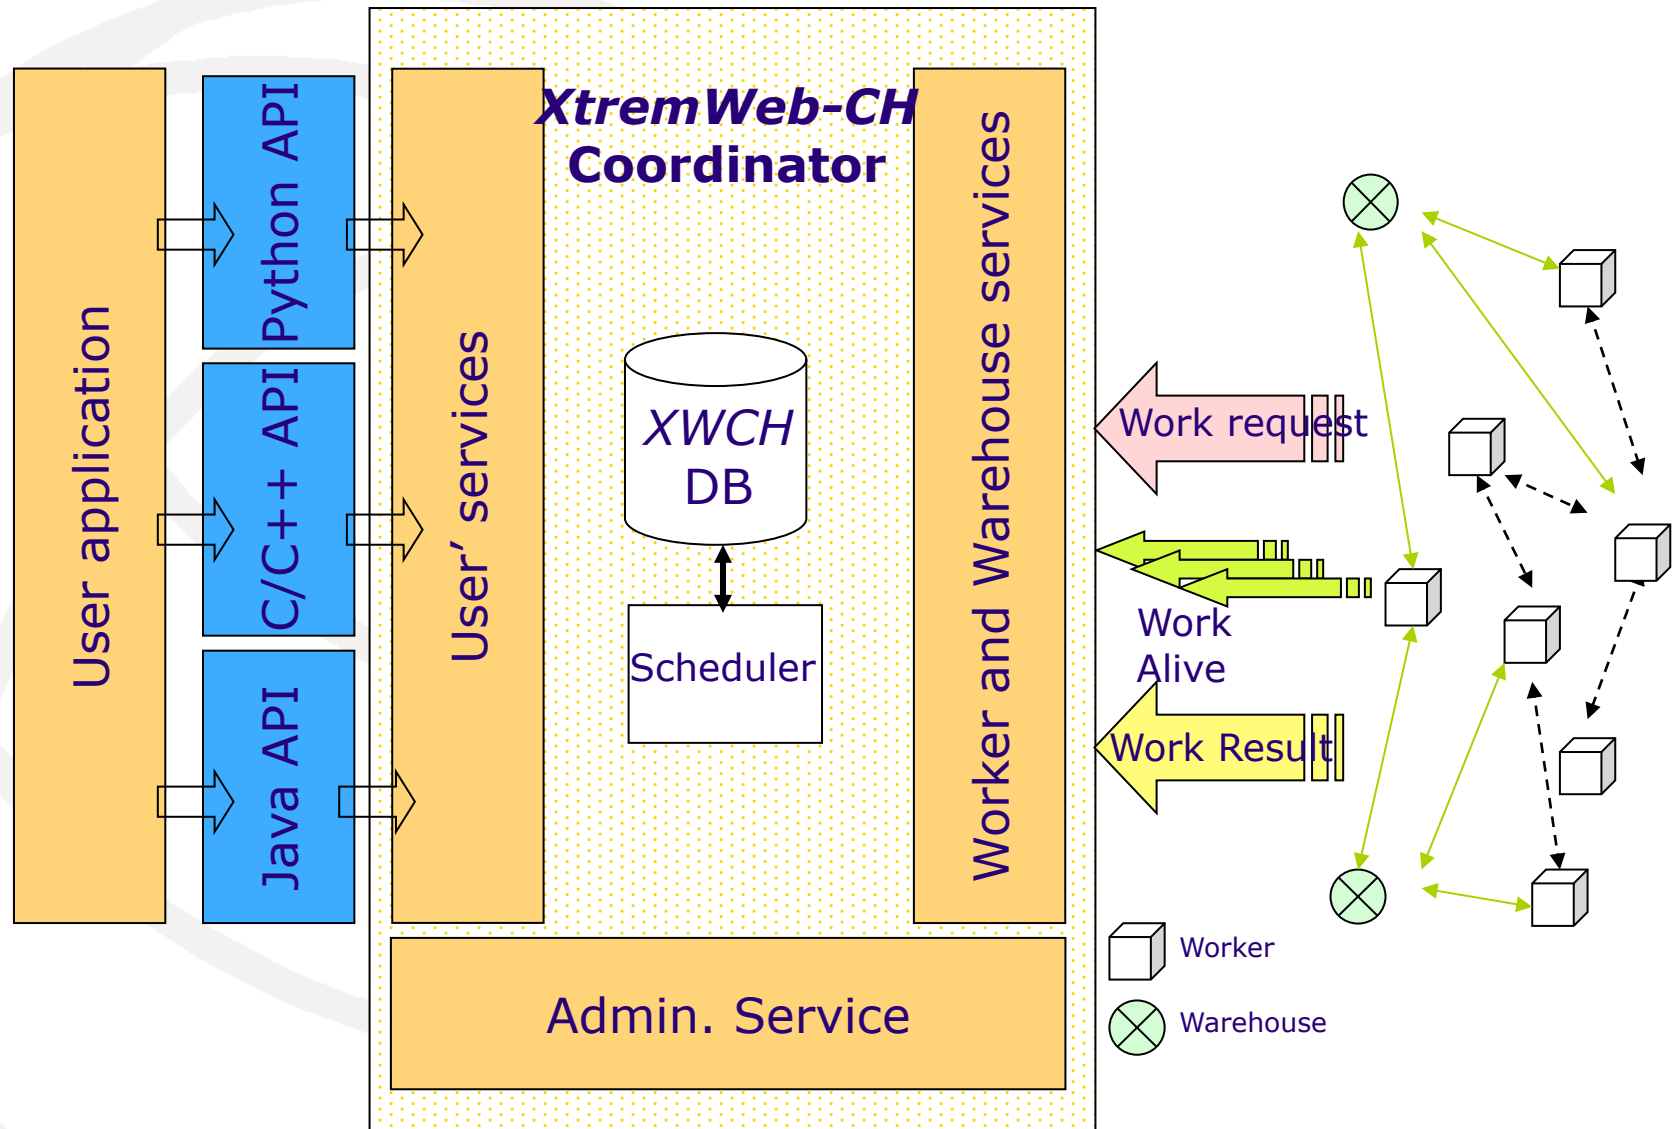 User application
Python API
C/C++ API
Java API
User’ services
XtremWeb-CH
Coordinator
XWCH
DB
Scheduler
Worker and Warehouse services
Admin. Service
Work request
Work
Alive
Work Result
Worker
Warehouse